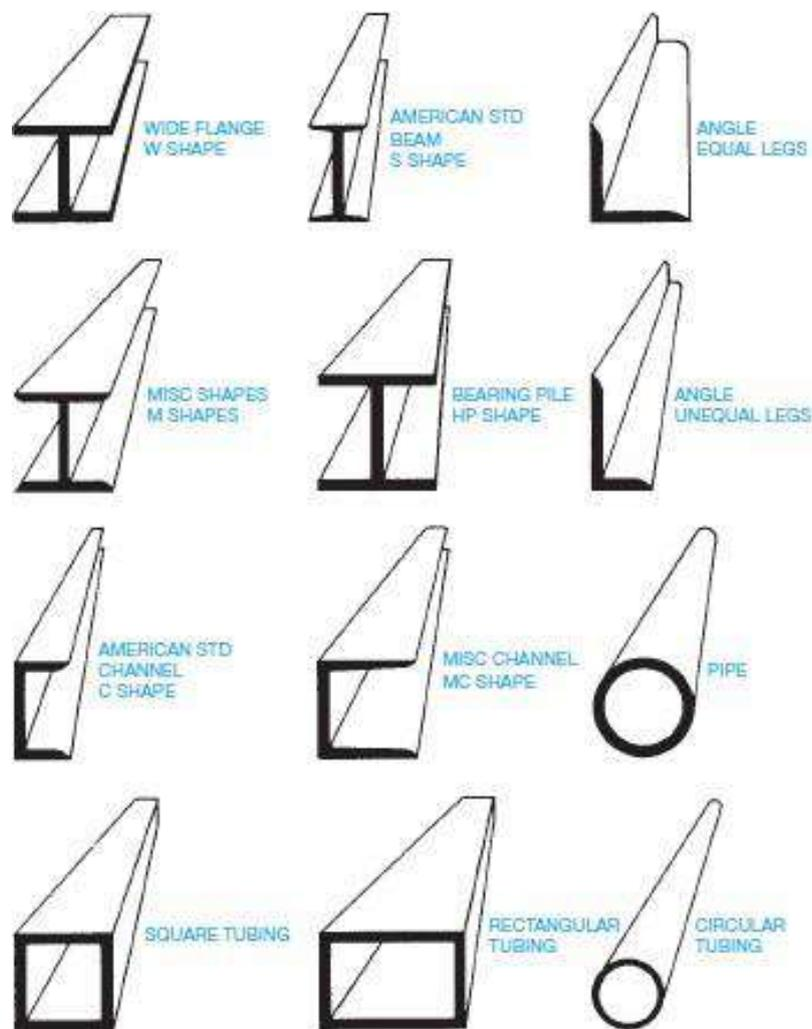 WIDE FLANGE
W SHAPE
AMERICAN STD
BEAM
S SHAPE
ANGLE
EQUAL LEGS
MISC SHAPES
M SHAPES
BEARING PILE
HP SHAPE
ANGLE
UNEQUAL LEGS
AMERICAN STD
CHANNEL
C SHAPE
MISC CHANNEL
MC SHAPE
PIPE
SQUARE TUBING
RECTANGULAR
TUBING
CIRCULAR
TUBING